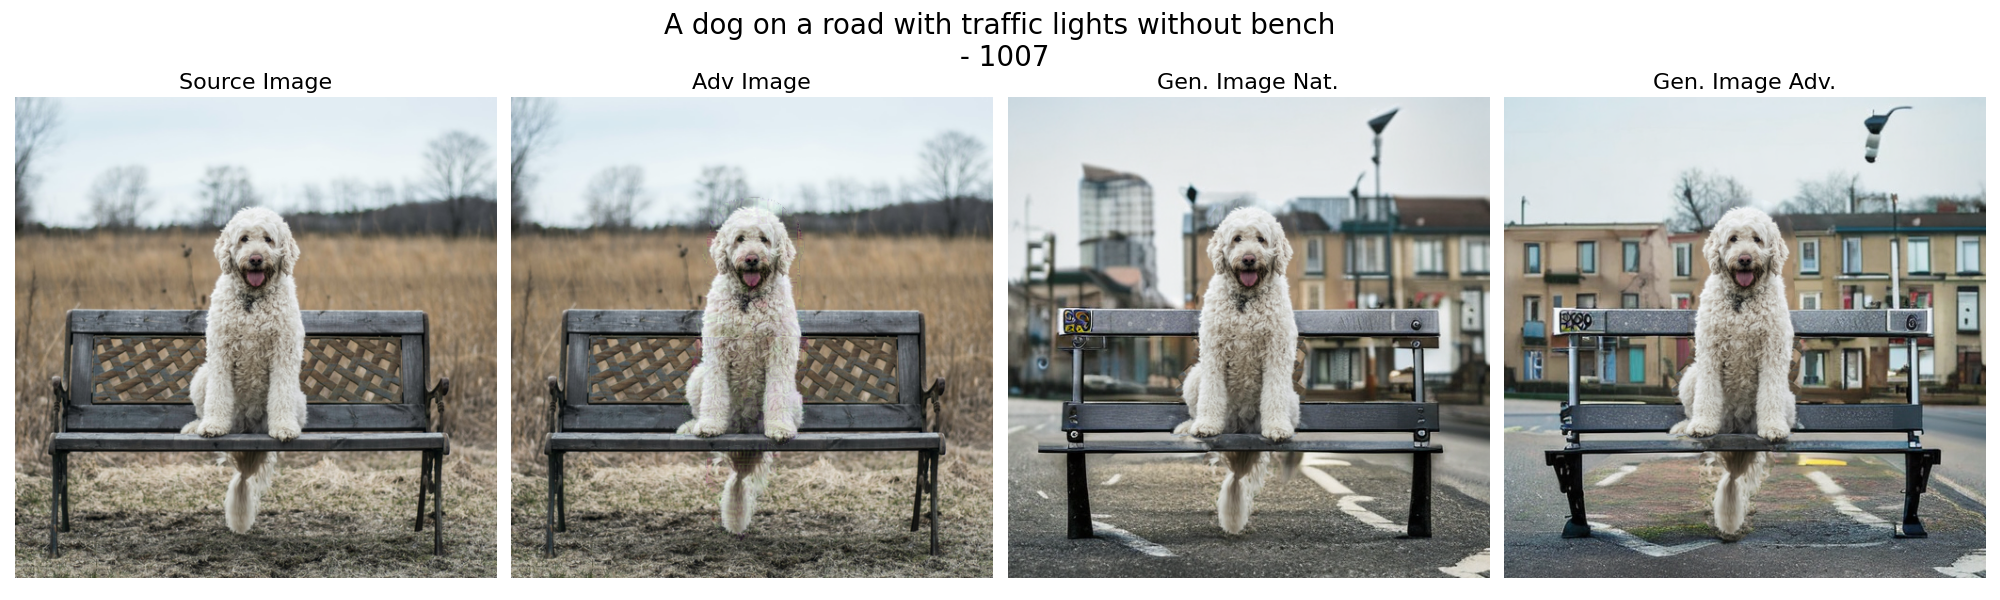 A dog on a road with traffic lights without bench
- 1007
Source Image
Adv Image
Gen. Image Nat.
Gen. Image Adv.